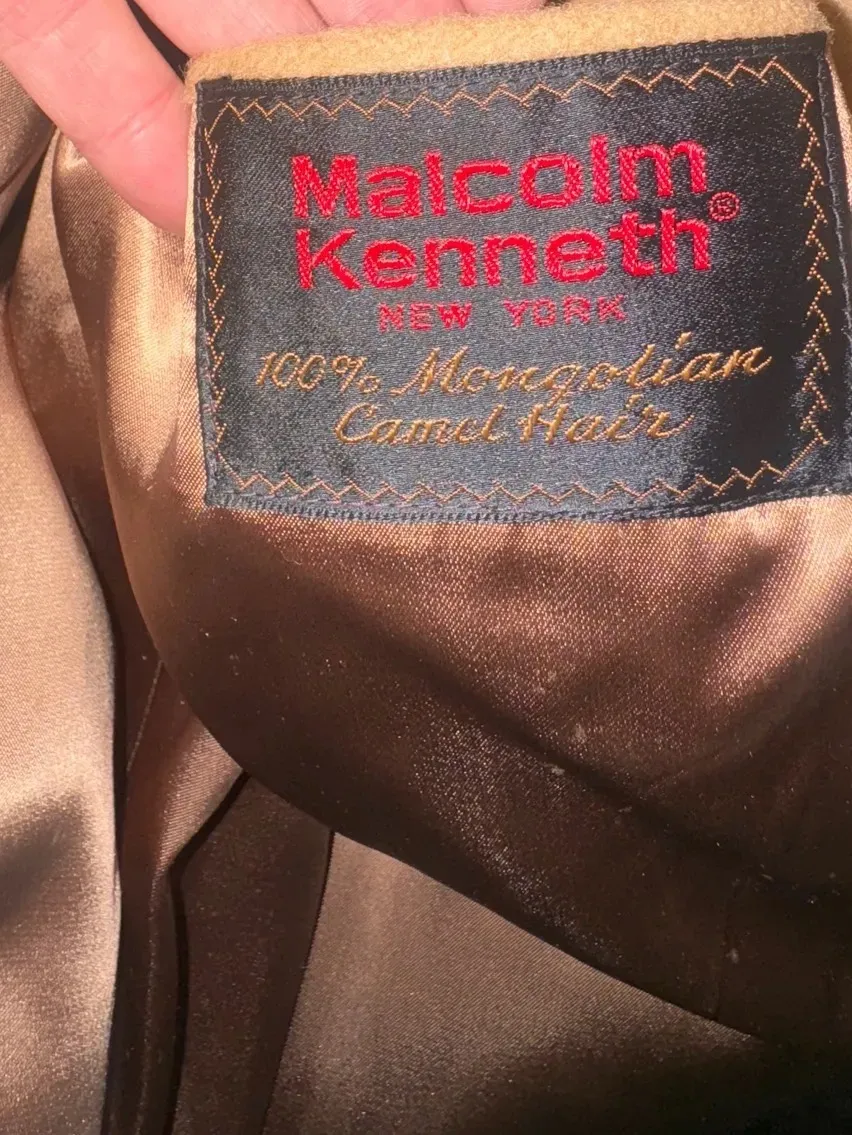 Malcolm
Kenneth®
NEW YORK
100% Mongolian
Camel Hair